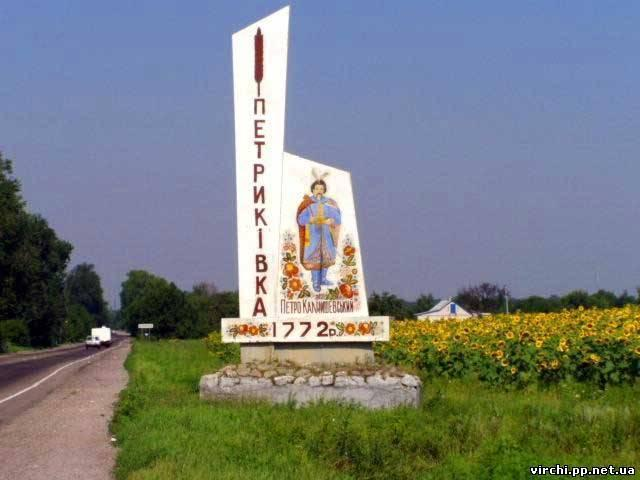 ПЕТРИКІВКА
ПЕТРО КАЛНИШЕВСЬКИЙ
1772р.
virchi.pp.net.ua